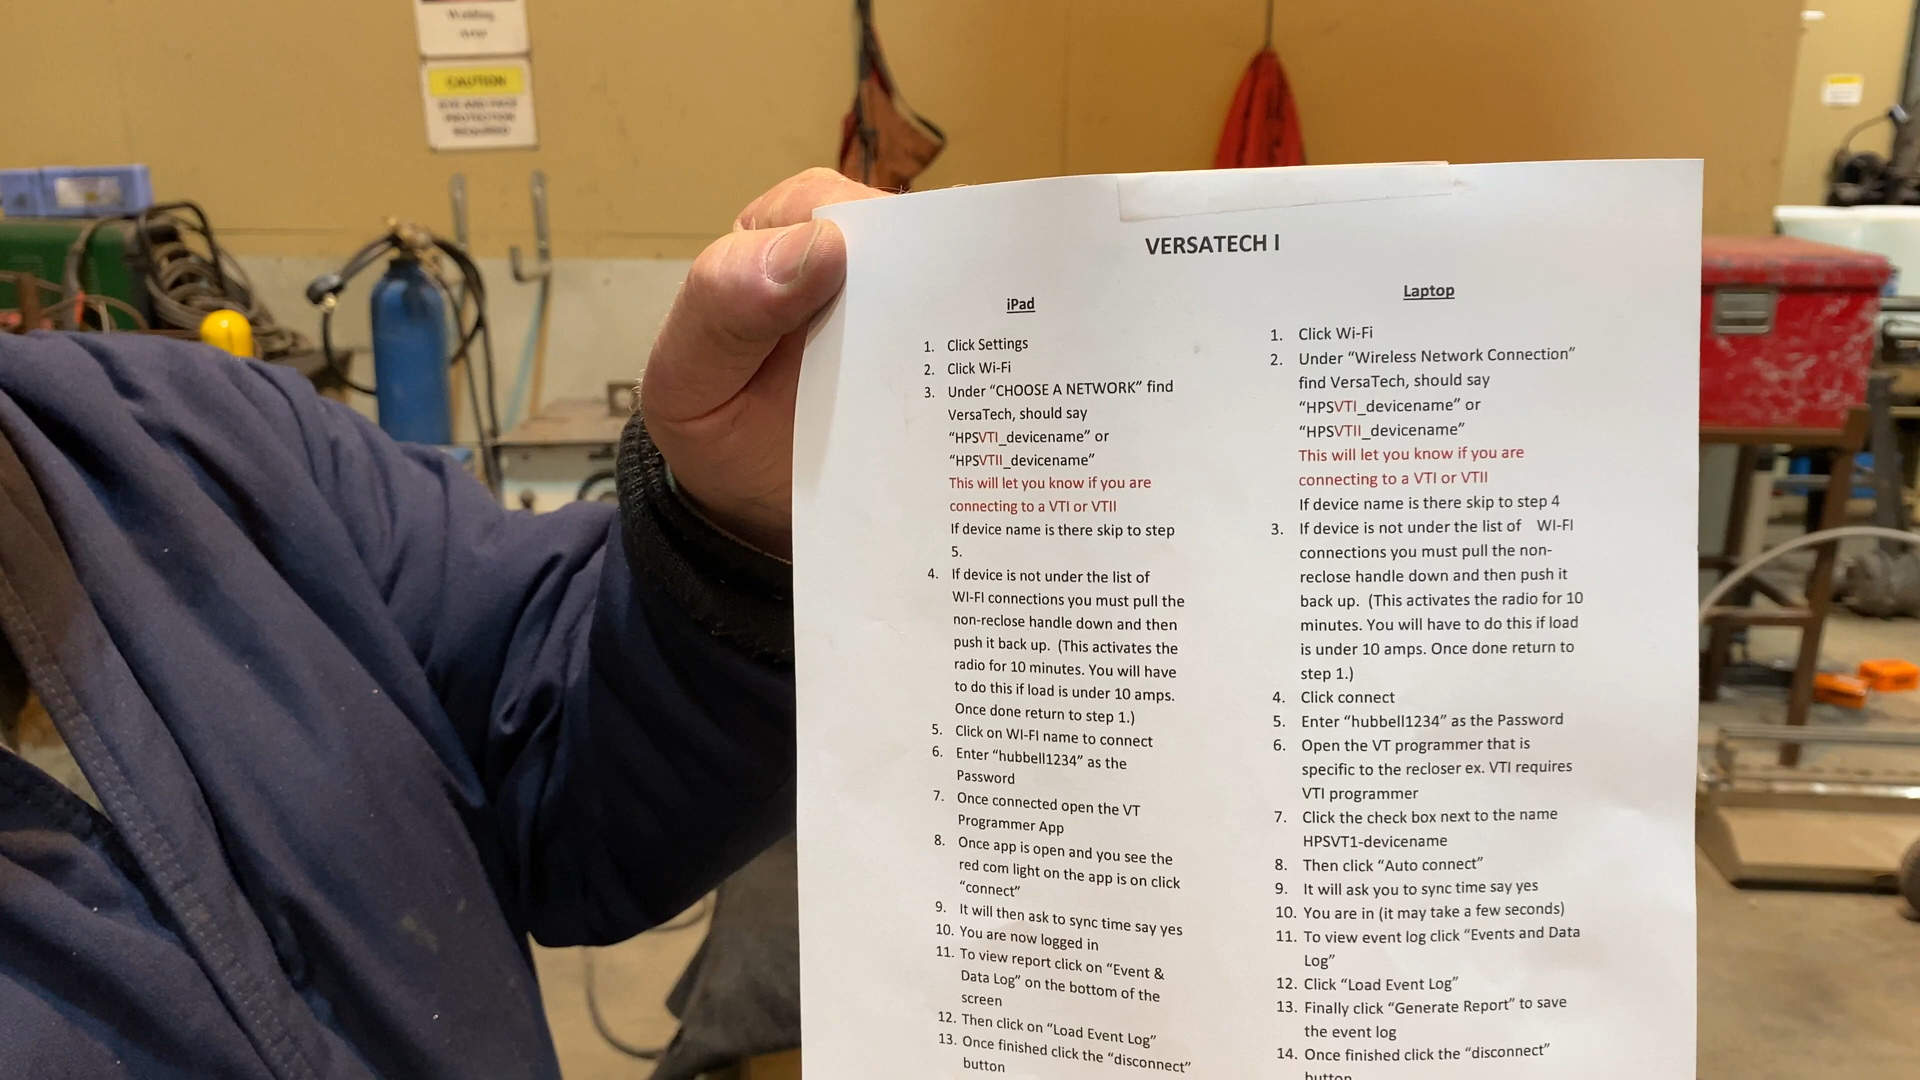 Welding
Area
CAUTION
EYE AND FACE
PROTECTION
REQUIRED
VERSATECH I
iPad
1. Click Settings
2. Click Wi-Fi
3. Under “CHOOSE A NETWORK” find
VersaTech, should say
“HPSVTI_devicename” or
“HPSVTII_devicename”
This will let you know if you are
connecting to a VTI or VTII
If device name is there skip to step
5.
4. If device is not under the list of
WI-FI connections you must pull the
non-reclose handle down and then
push it back up. (This activates the
radio for 10 minutes. You will have
to do this if load is under 10 amps.
Once done return to step 1.)
5. Click on WI-FI name to connect
6. Enter “hubbell1234” as the
Password
7. Once connected open the VT
Programmer App
8. Once app is open and you see the
red com light on the app is on click
“connect”
9. It will then ask to sync time say yes
10. You are now logged in
11. To view report click on “Event &
Data Log” on the bottom of the
screen
12. Then click on “Load Event Log”
13. Once finished click the “disconnect”
button
Laptop
1. Click Wi-Fi
2. Under “Wireless Network Connection”
find VersaTech, should say
“HPSVTI_devicename” or
“HPSVTII_devicename”
This will let you know if you are
connecting to a VTI or VTII
If device name is there skip to step 4
3. If device is not under the list of WI-FI
connections you must pull the non-
reclose handle down and then push it
back up. (This activates the radio for 10
minutes. You will have to do this if load
is under 10 amps. Once done return to
step 1.)
4. Click connect
5. Enter “hubbell1234” as the Password
6. Open the VT programmer that is
specific to the recloser ex. VTI requires
VTI programmer
7. Click the check box next to the name
HPSVT1-devicename
8. Then click “Auto connect”
9. It will ask you to sync time say yes
10. You are in (it may take a few seconds)
11. To view event log click “Events and Data
Log”
12. Click “Load Event Log”
13. Finally click “Generate Report” to save
the event log
14. Once finished click the “disconnect”
button